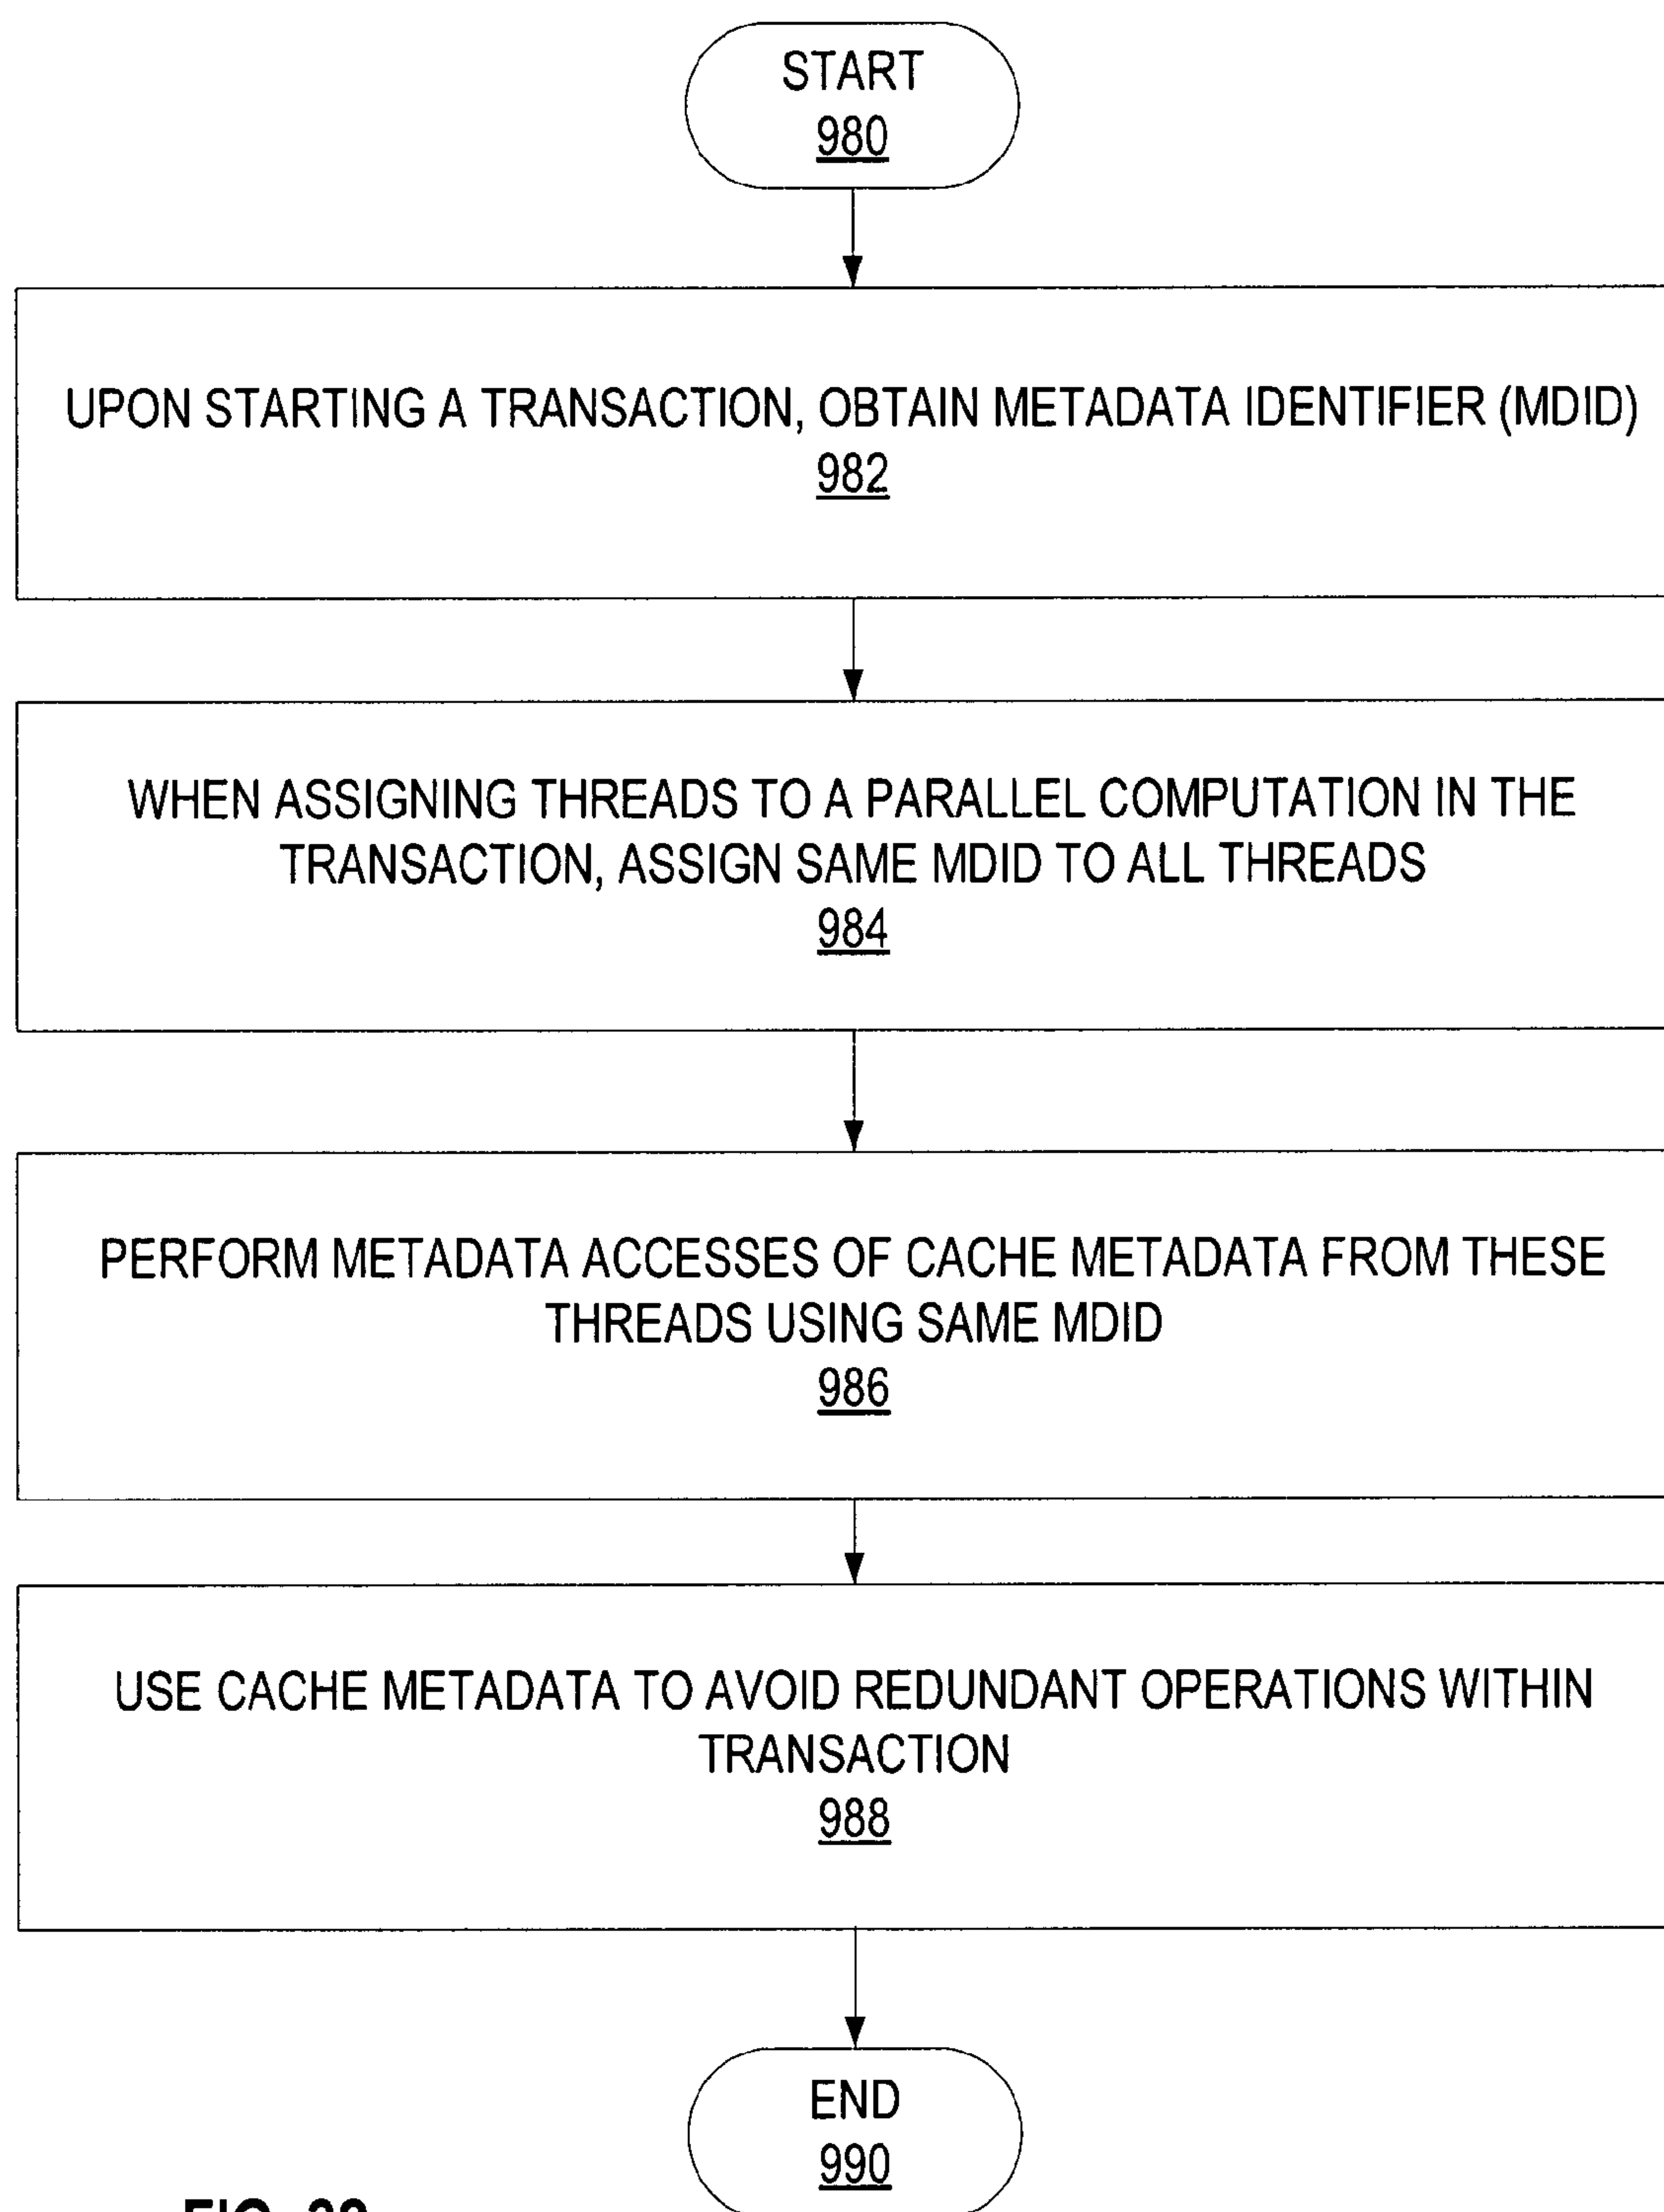 START
980
UPON STARTING A TRANSACTION, OBTAIN METADATA IDENTIFIER (MDID)
982
WHEN ASSIGNING THREADS TO A PARALLEL COMPUTATION IN THE
TRANSACTION, ASSIGN SAME MDID TO ALL THREADS
984
PERFORM METADATA ACCESSES OF CACHE METADATA FROM THESE
THREADS USING SAME MDID
986
USE CACHE METADATA TO AVOID REDUNDANT OPERATIONS WITHIN
TRANSACTION
988
END
990
FIG.